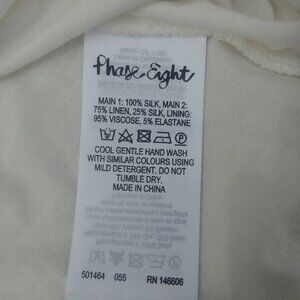 Phase Eight
MAIN 1: 100% SILK, MAIN 2:
75% LINEN, 25% SILK, LINING:
95% VISCOSE, 5% ELASTANE
COOL GENTLE HAND WASH
WITH SIMILAR COLOURS USING
MILD DETERGENT, DO NOT
TUMBLE DRY.
MADE IN CHINA
501464 055 RN 146606